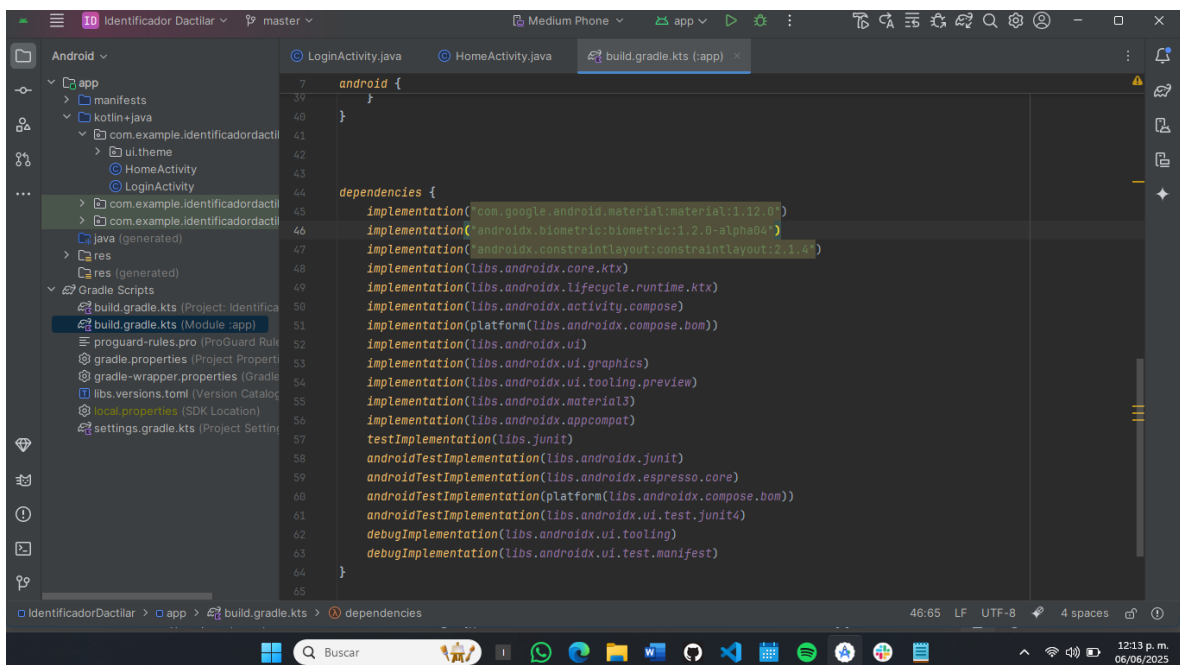 ID Identificador Dactilar master Medium Phone app
Android
LoginActivity.java HomeActivity.java build.gradle.kts (:app)
app
manifests
kotlin+java
com.example.identificadordactil
ui.theme
HomeActivity
LoginActivity
com.example.identificadordactil
com.example.identificadordactil
java (generated)
res
res (generated)
Gradle Scripts
build.gradle.kts (Project: Identifica
build.gradle.kts (Module :app)
proguard-rules.pro (ProGuard Rule
gradle.properties (Project Properti
gradle-wrapper.properties (Gradle
libs.versions.toml (Version Catalog
local.properties (SDK Location)
settings.gradle.kts (Project Setting
7 android {
39 }
40 }
41
42
43
44 dependencies {
45 implementation("com.google.android.material:material:1.12.0")
46 implementation("androidx.biometric:biometric:1.2.0-alpha04")
47 implementation("androidx.constraintlayout:constraintlayout:2.1.4")
48 implementation(libs.androidx.core.ktx)
49 implementation(libs.androidx.lifecycle.runtime.ktx)
50 implementation(libs.androidx.activity.compose)
51 implementation(platform(libs.androidx.compose.bom))
52 implementation(libs.androidx.ui)
53 implementation(libs.androidx.ui.graphics)
54 implementation(libs.androidx.ui.tooling.preview)
55 implementation(libs.androidx.material3)
56 implementation(libs.androidx.appcompat)
57 testImplementation(libs.junit)
58 androidTestImplementation(libs.androidx.junit)
59 androidTestImplementation(libs.androidx.espresso.core)
60 androidTestImplementation(platform(libs.androidx.compose.bom))
61 androidTestImplementation(libs.androidx.ui.test.junit4)
62 debugImplementation(libs.androidx.ui.tooling)
63 debugImplementation(libs.androidx.ui.test.manifest)
64 }
65
IdentificadorDactilar > app > build.gradle.kts > dependencies 46:65 LF UTF-8 4 spaces
Buscar
12:13 p. m.
06/06/2025